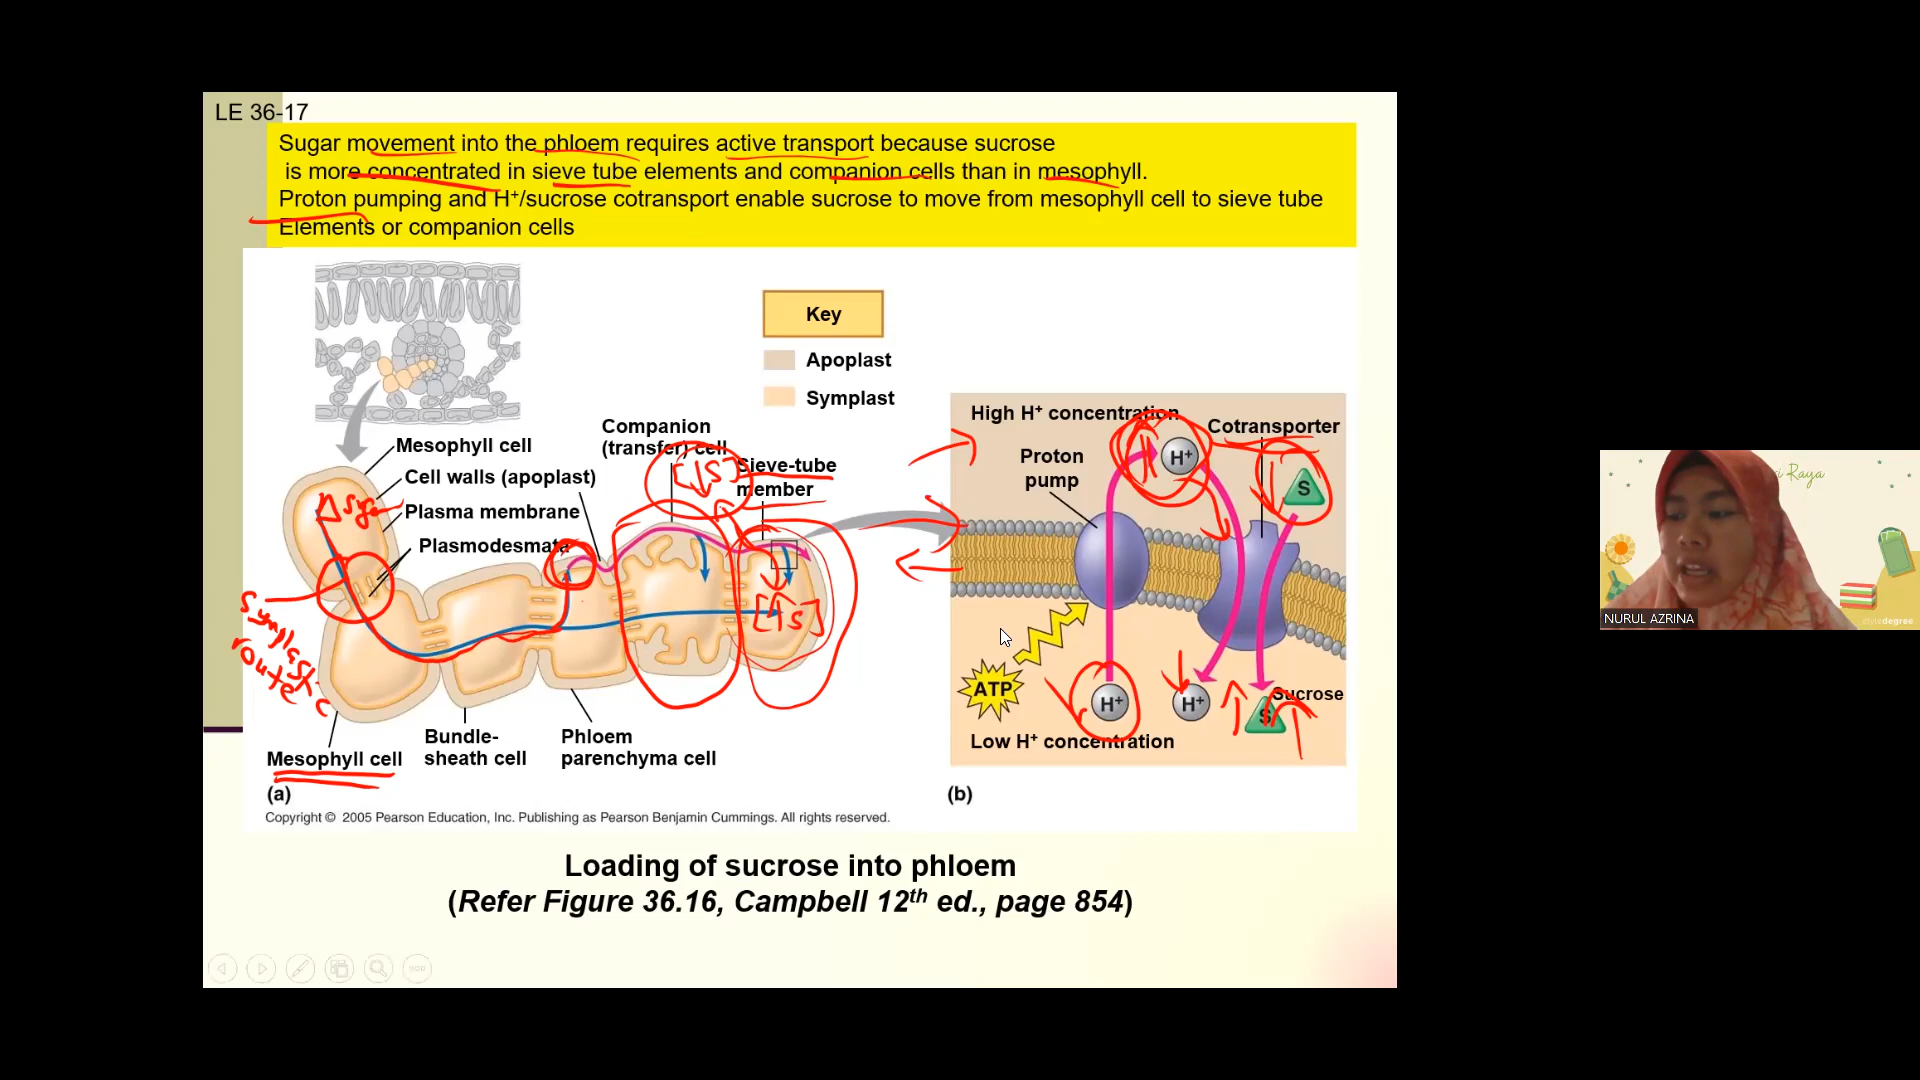 LE 36-17
Sugar movement into the phloem requires active transport because sucrose
is more concentrated in sieve tube elements and companion cells than in mesophyll.
Proton pumping and H⁺/sucrose cotransport enable sucrose to move from mesophyll cell to sieve tube
Elements or companion cells
Key
Apoplast
Symplast
Mesophyll cell
Cell walls (apoplast)
Plasma membrane
Plasmodesmata
Companion
(transfer) cell
Sieve-tube
member
[↓S]
[↑S]
symplastic
route
Mesophyll cell
Bundle-
sheath cell
Phloem
parenchyma cell
(a)
High H⁺ concentration
Cotransporter
Proton
pump
H⁺
S
ATP
H⁺
H⁺
S
Sucrose
Low H⁺ concentration
(b)
Copyright © 2005 Pearson Education, Inc. Publishing as Pearson Benjamin Cummings. All rights reserved.
Loading of sucrose into phloem
(Refer Figure 36.16, Campbell 12th ed., page 854)
Raya
NURUL AZRINA
styledegree